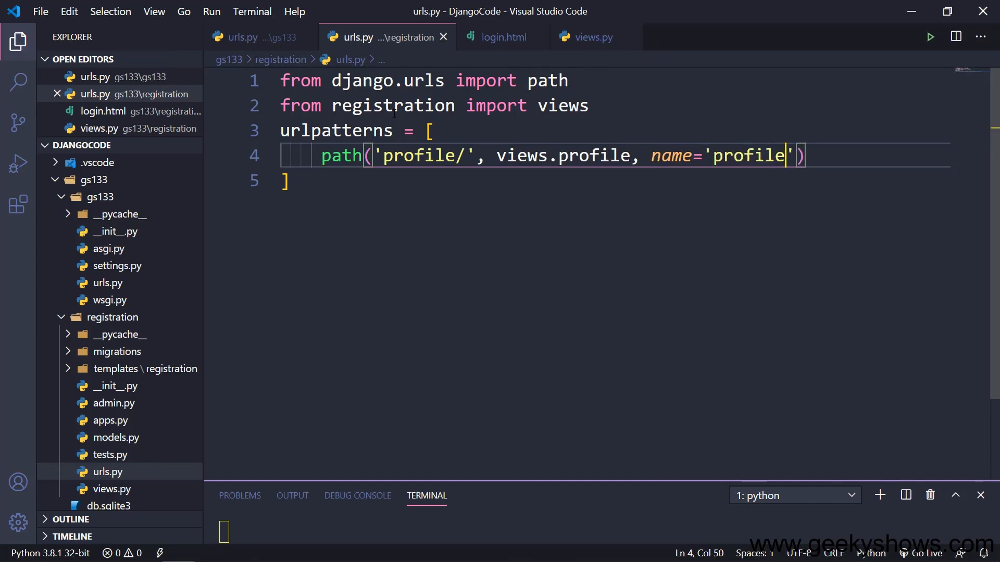 File Edit Selection View Go Run Terminal Help
urls.py - DjangoCode - Visual Studio Code
EXPLORER
OPEN EDITORS
urls.py gs133\gs133
urls.py gs133\registration
login.html gs133\registrati...
views.py gs133\registration
DJANGOCODE
.vscode
gs133
gs133
__pycache__
__init__.py
asgi.py
settings.py
urls.py
wsgi.py
registration
__pycache__
migrations
templates\registration
__init__.py
admin.py
apps.py
models.py
tests.py
urls.py
views.py
db.sqlite3
OUTLINE
TIMELINE
urls.py ...\gs133
urls.py ...\registration
login.html
views.py
gs133 > registration > urls.py > ...
1 from django.urls import path
2 from registration import views
3 urlpatterns = [
4 path('profile/', views.profile, name='profile')
5 ]
PROBLEMS OUTPUT DEBUG CONSOLE TERMINAL
1: python
www.geekyshows.com
Python 3.8.1 32-bit 0 0
Ln 4, Col 50 Spaces: UTF-8 CRLF Python Go Live